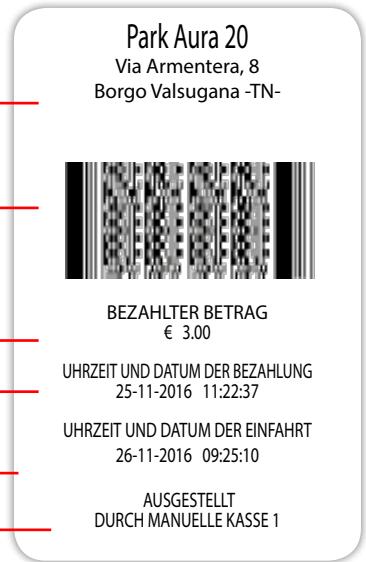 Park Aura 20
Via Armentera, 8
Borgo Valsugana -TN-
BEZAHLTER BETRAG
€ 3.00
UHRZEIT UND DATUM DER BEZAHLUNG
25-11-2016 11:22:37
UHRZEIT UND DATUM DER EINFAHRT
26-11-2016 09:25:10
AUSGESTELLT
DURCH MANUELLE KASSE 1